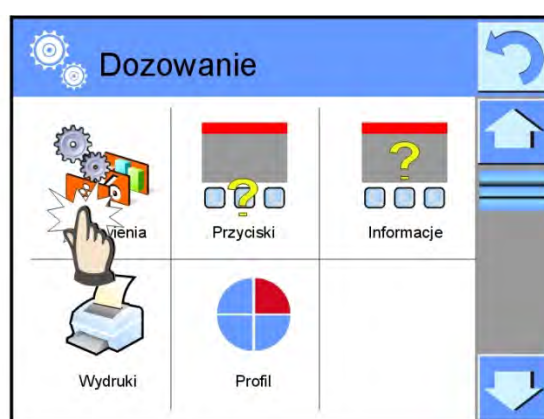 Dozowanie
Przyciski
Informacje
Wydruki
Profil